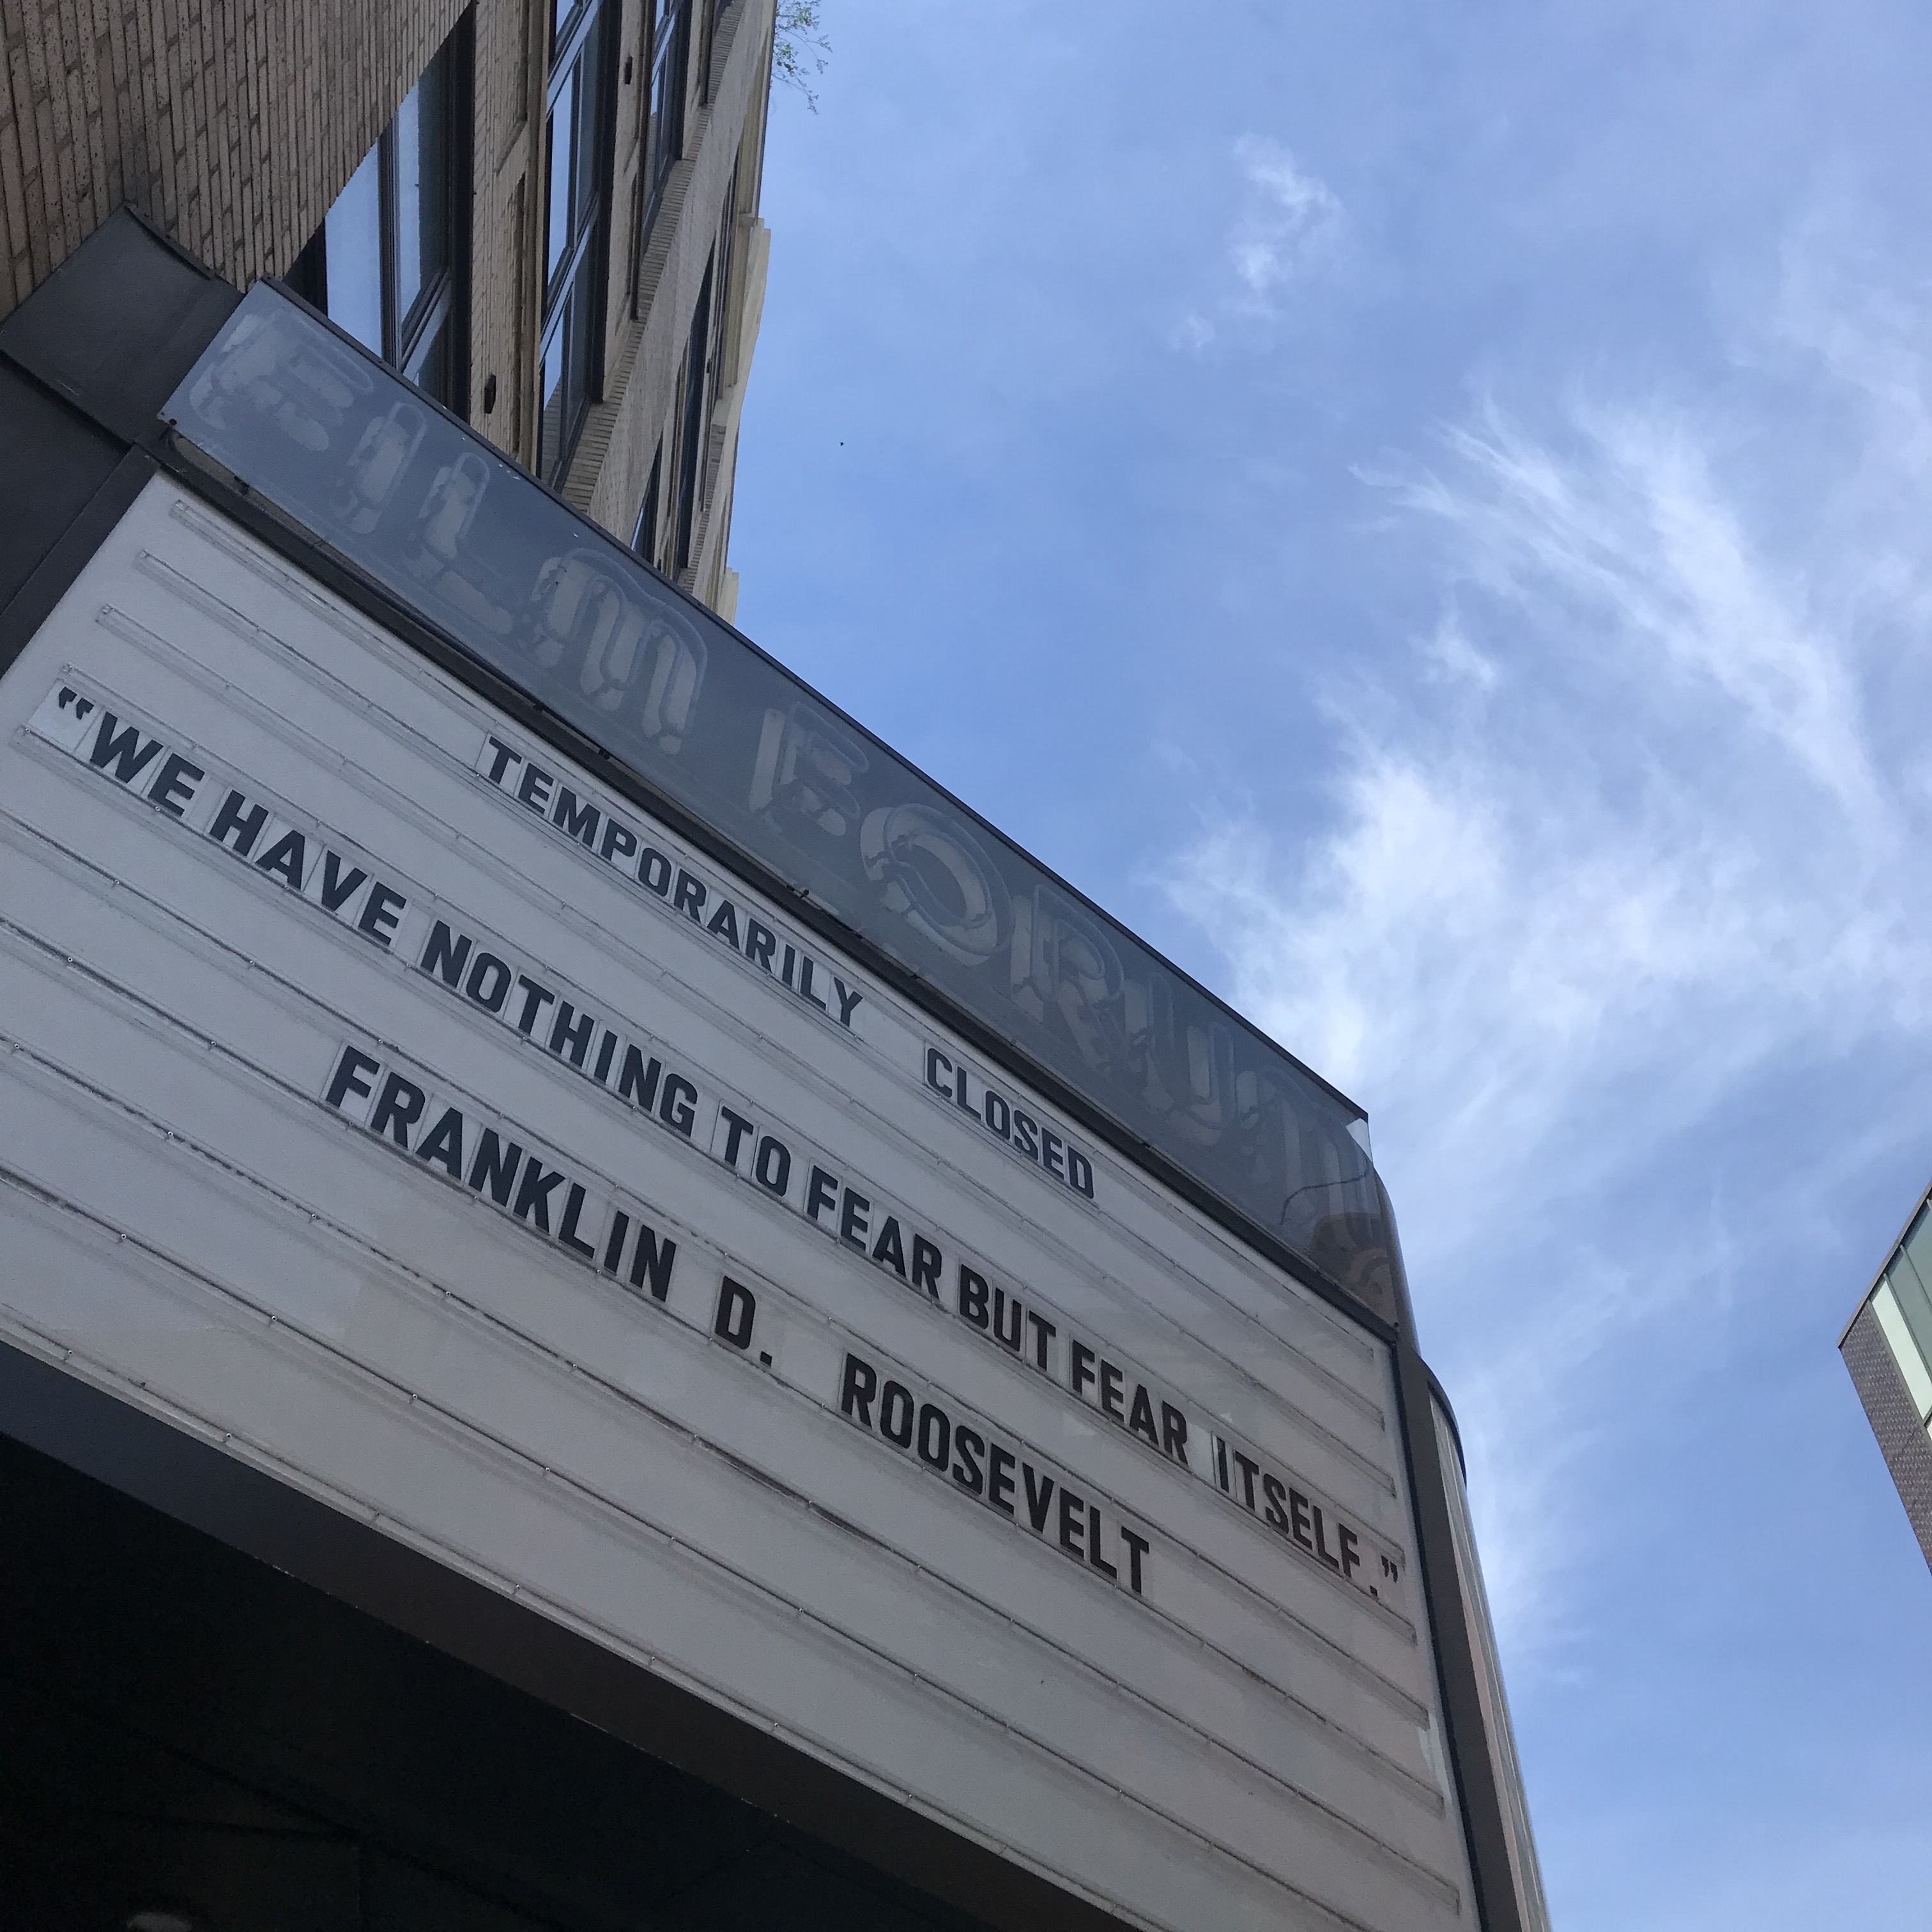 FILM FORUM
TEMPORARILY CLOSED
“WE HAVE NOTHING TO FEAR BUT FEAR ITSELF.”
FRANKLIN D. ROOSEVELT